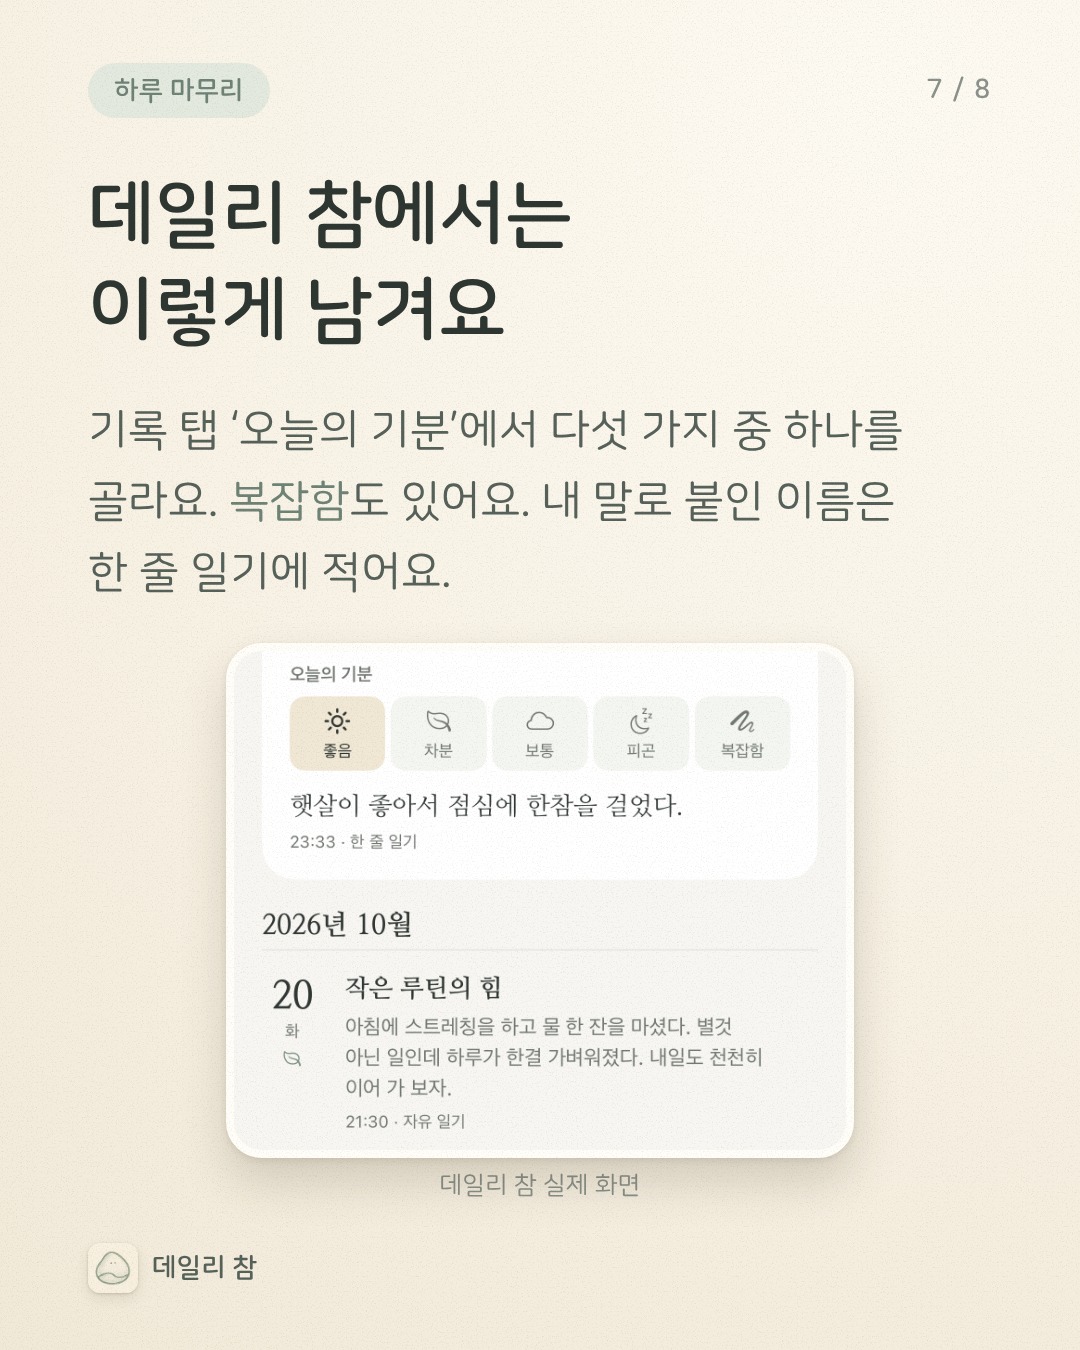 하루 마무리
7 / 8
데일리 참에서는
이렇게 남겨요
기록 탭 ‘오늘의 기분’에서 다섯 가지 중 하나를
골라요. 복잡함도 있어요. 내 말로 붙인 이름은
한 줄 일기에 적어요.
오늘의 기분
좋음 차분 보통 피곤 복잡함
햇살이 좋아서 점심에 한참을 걸었다.
23:33 · 한 줄 일기
2026년 10월
20 작은 루틴의 힘
화
아침에 스트레칭을 하고 물 한 잔을 마셨다. 별것
아닌 일인데 하루가 한결 가벼워졌다. 내일도 천천히
이어 가 보자.
21:30 · 자유 일기
데일리 참 실제 화면
데일리 참